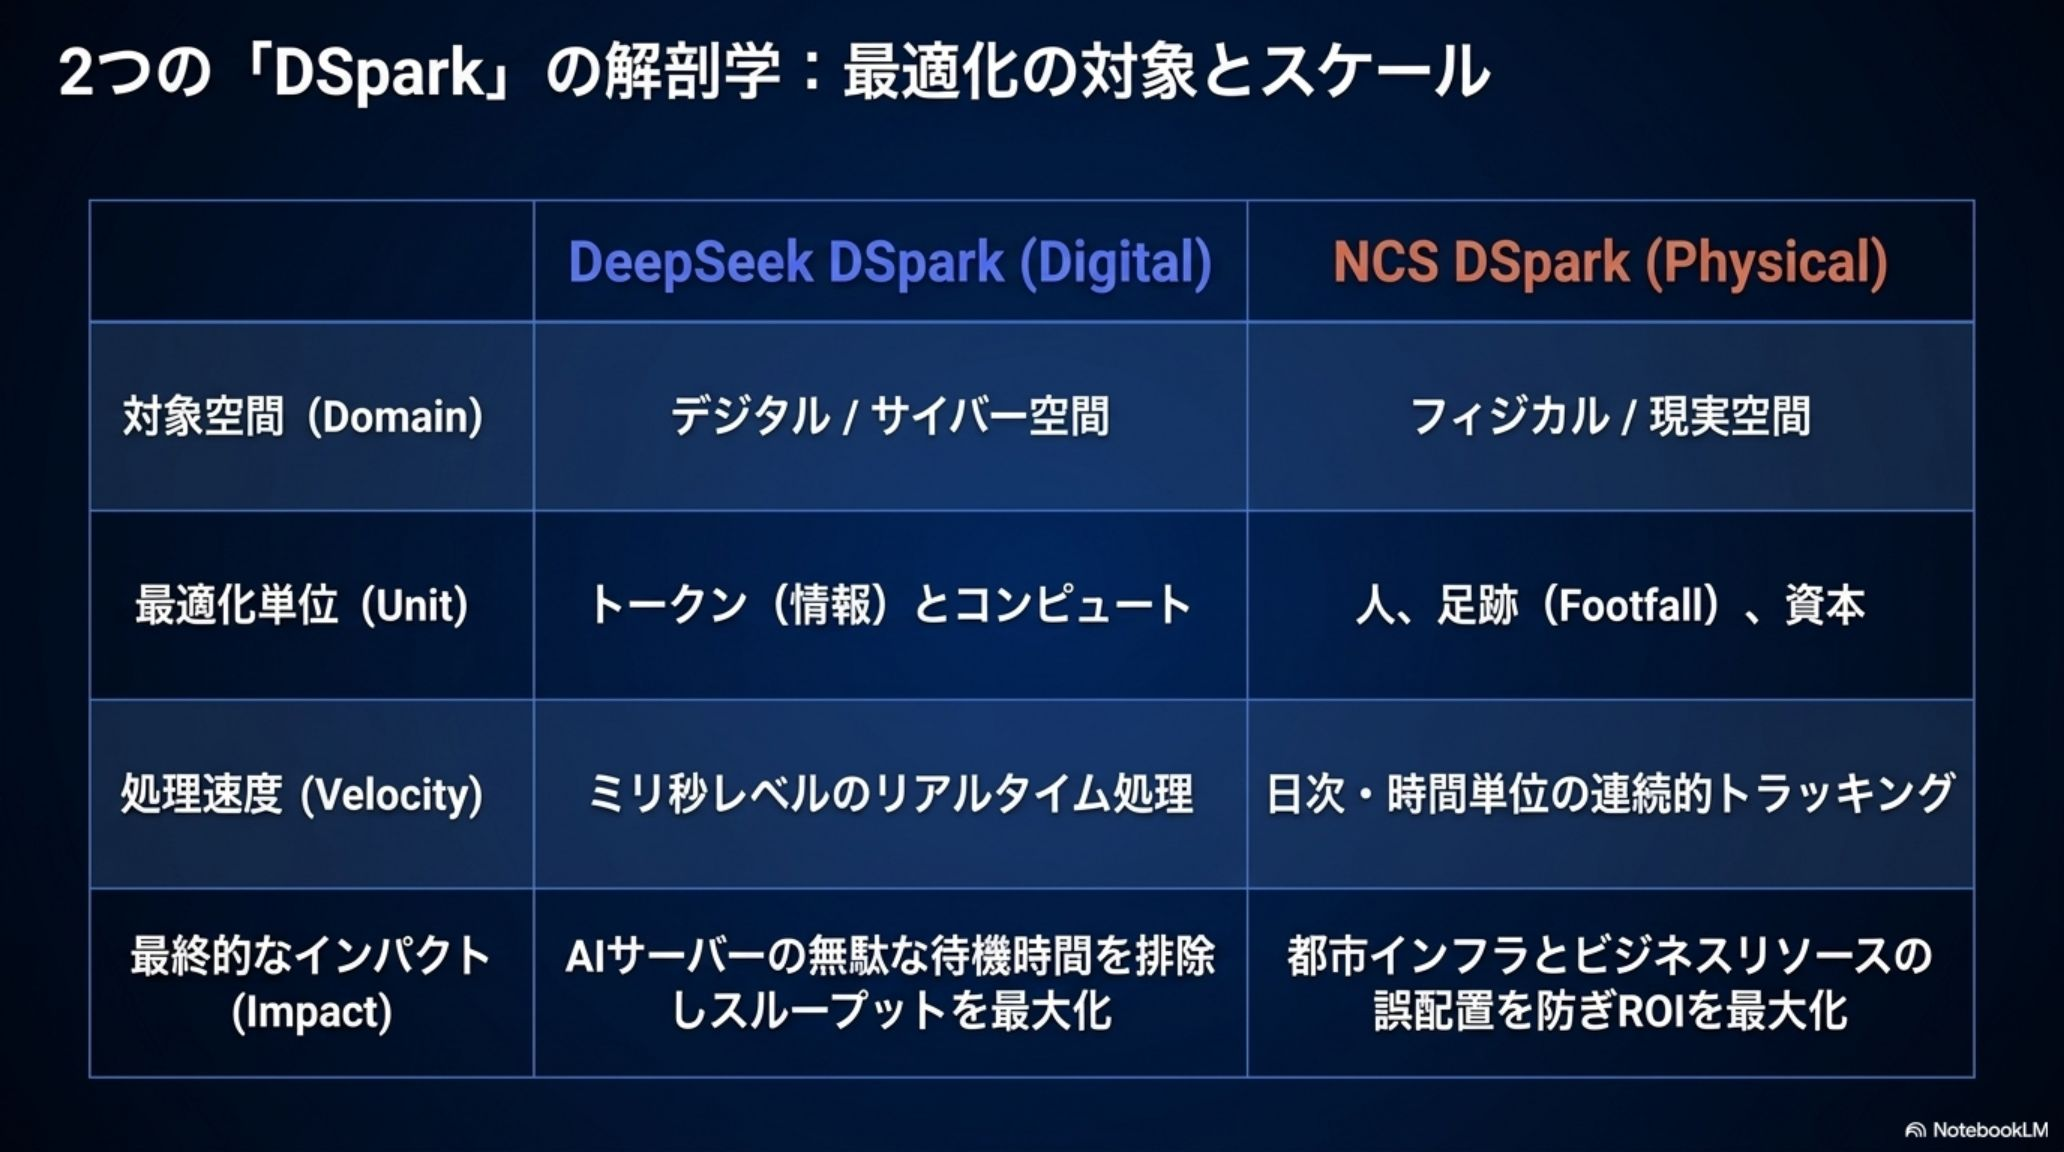 2つの「DSpark」の解剖学：最適化の対象とスケール
DeepSeek DSpark (Digital)
NCS DSpark (Physical)
対象空間 (Domain)
デジタル / サイバー空間
フィジカル / 現実空間
最適化単位 (Unit)
トークン（情報）とコンピュート
人、足跡（Footfall）、資本
処理速度 (Velocity)
ミリ秒レベルのリアルタイム処理
日次・時間単位の連続的トラッキング
最終的なインパクト
(Impact)
AIサーバーの無駄な待機時間を排除
しスループットを最大化
都市インフラとビジネスリソースの
誤配置を防ぎROIを最大化
NotebookLM